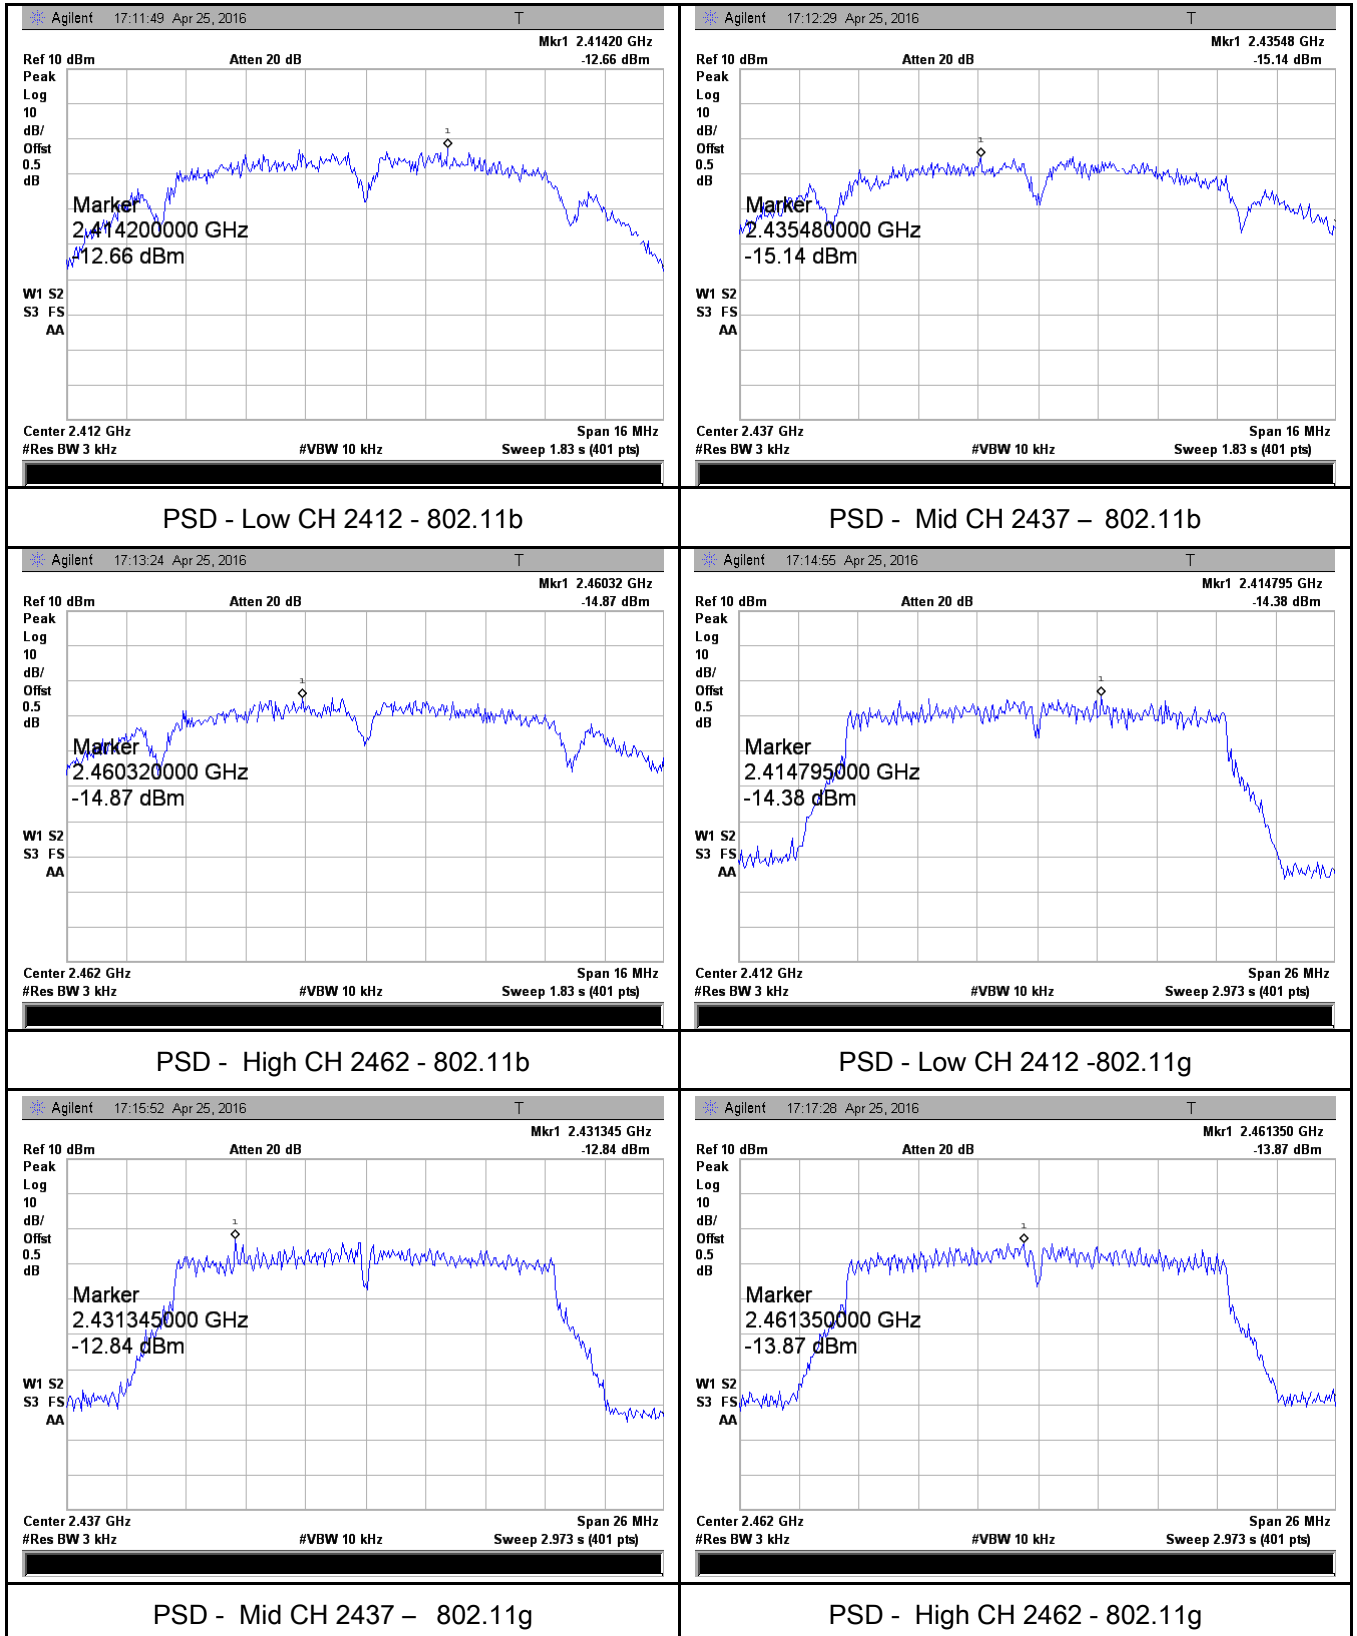 Agilent 17:11:49 Apr 25, 2016 T
Mkr1 2.41420 GHz
Ref 10 dBm Atten 20 dB -12.66 dBm
Peak
Log
10
dB/
Offst
0.5
dB
1
Marker
2.414200000 GHz
-12.66 dBm
W1 S2
S3 FS
AA
Center 2.412 GHz Span 16 MHz
#Res BW 3 kHz #VBW 10 kHz Sweep 1.83 s (401 pts)
PSD - Low CH 2412 - 802.11b
Agilent 17:12:29 Apr 25, 2016 T
Mkr1 2.43548 GHz
Ref 10 dBm Atten 20 dB -15.14 dBm
Peak
Log
10
dB/
Offst
0.5
dB
1
Marker
2.435480000 GHz
-15.14 dBm
W1 S2
S3 FS
AA
Center 2.437 GHz Span 16 MHz
#Res BW 3 kHz #VBW 10 kHz Sweep 1.83 s (401 pts)
PSD - Mid CH 2437 – 802.11b
Agilent 17:13:24 Apr 25, 2016 T
Mkr1 2.46032 GHz
Ref 10 dBm Atten 20 dB -14.87 dBm
Peak
Log
10
dB/
Offst
0.5
dB
1
Marker
2.460320000 GHz
-14.87 dBm
W1 S2
S3 FS
AA
Center 2.462 GHz Span 16 MHz
#Res BW 3 kHz #VBW 10 kHz Sweep 1.83 s (401 pts)
PSD - High CH 2462 - 802.11b
Agilent 17:14:55 Apr 25, 2016 T
Mkr1 2.414795 GHz
Ref 10 dBm Atten 20 dB -14.38 dBm
Peak
Log
10
dB/
Offst
0.5
dB
1
Marker
2.414795000 GHz
-14.38 dBm
W1 S2
S3 FS
AA
Center 2.412 GHz Span 26 MHz
#Res BW 3 kHz #VBW 10 kHz Sweep 2.973 s (401 pts)
PSD - Low CH 2412 -802.11g
Agilent 17:15:52 Apr 25, 2016 T
Mkr1 2.431345 GHz
Ref 10 dBm Atten 20 dB -12.84 dBm
Peak
Log
10
dB/
Offst
0.5
dB
1
Marker
2.431345000 GHz
-12.84 dBm
W1 S2
S3 FS
AA
Center 2.437 GHz Span 26 MHz
#Res BW 3 kHz #VBW 10 kHz Sweep 2.973 s (401 pts)
PSD - Mid CH 2437 – 802.11g
Agilent 17:17:28 Apr 25, 2016 T
Mkr1 2.461350 GHz
Ref 10 dBm Atten 20 dB -13.87 dBm
Peak
Log
10
dB/
Offst
0.5
dB
1
Marker
2.461350000 GHz
-13.87 dBm
W1 S2
S3 FS
AA
Center 2.462 GHz Span 26 MHz
#Res BW 3 kHz #VBW 10 kHz Sweep 2.973 s (401 pts)
PSD - High CH 2462 - 802.11g